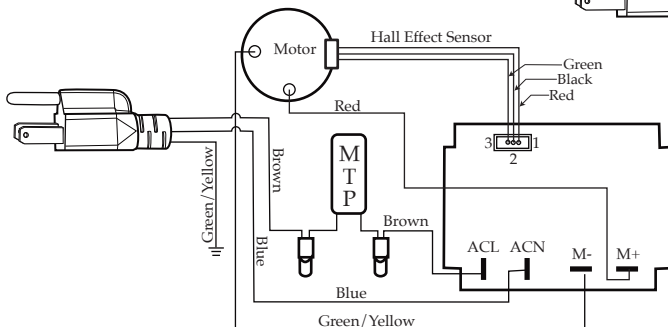 Motor
Hall Effect Sensor
Green
Black
Red
Red
3
1
2
MTP
Brown
Green/Yellow
Blue
Brown
ACL
ACN
M-
M+
Blue
Green/Yellow